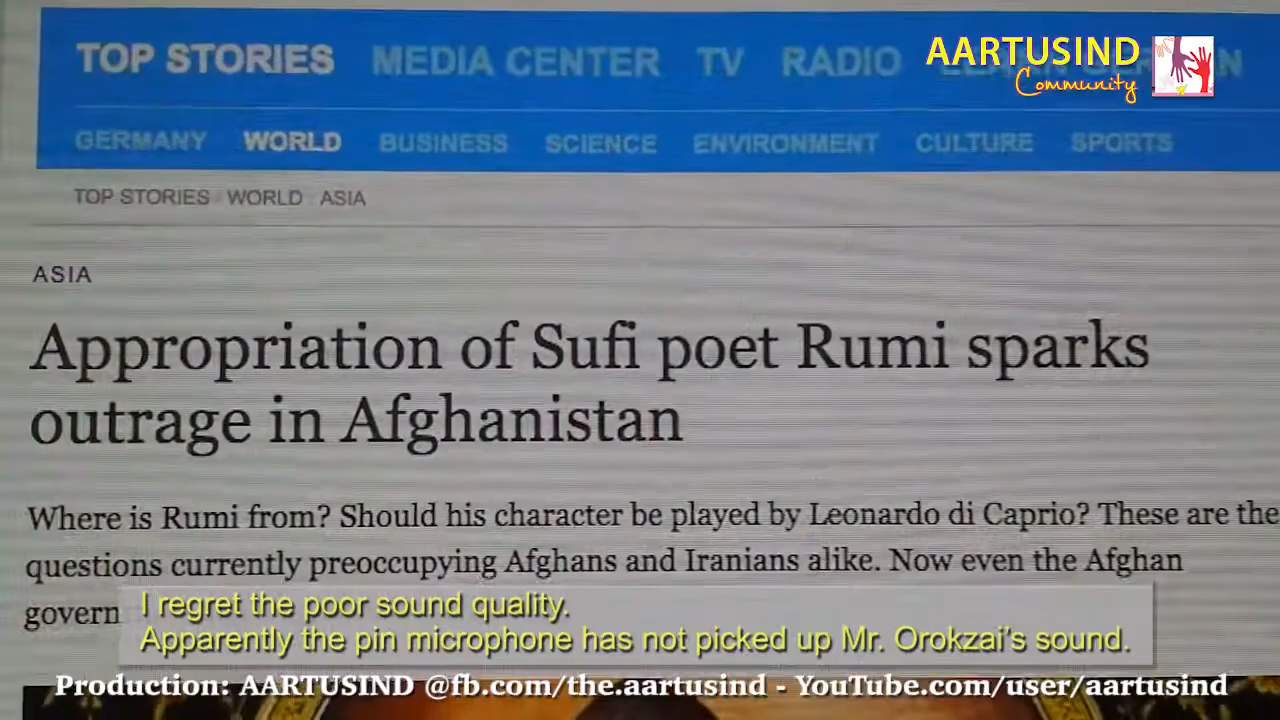 TOP STORIES MEDIA CENTER TV RADIO
AARTUSIND
Community
GERMANY WORLD BUSINESS SCIENCE ENVIRONMENT CULTURE SPORTS
TOP STORIES WORLD ASIA
ASIA
Appropriation of Sufi poet Rumi sparks
outrage in Afghanistan
Where is Rumi from? Should his character be played by Leonardo di Caprio? These are the
questions currently preoccupying Afghans and Iranians alike. Now even the Afghan
govern
I regret the poor sound quality.
Apparently the pin microphone has not picked up Mr. Orokzai's sound.
Production: AARTUSIND @fb.com/the.aartusind - YouTube.com/user/aartusind